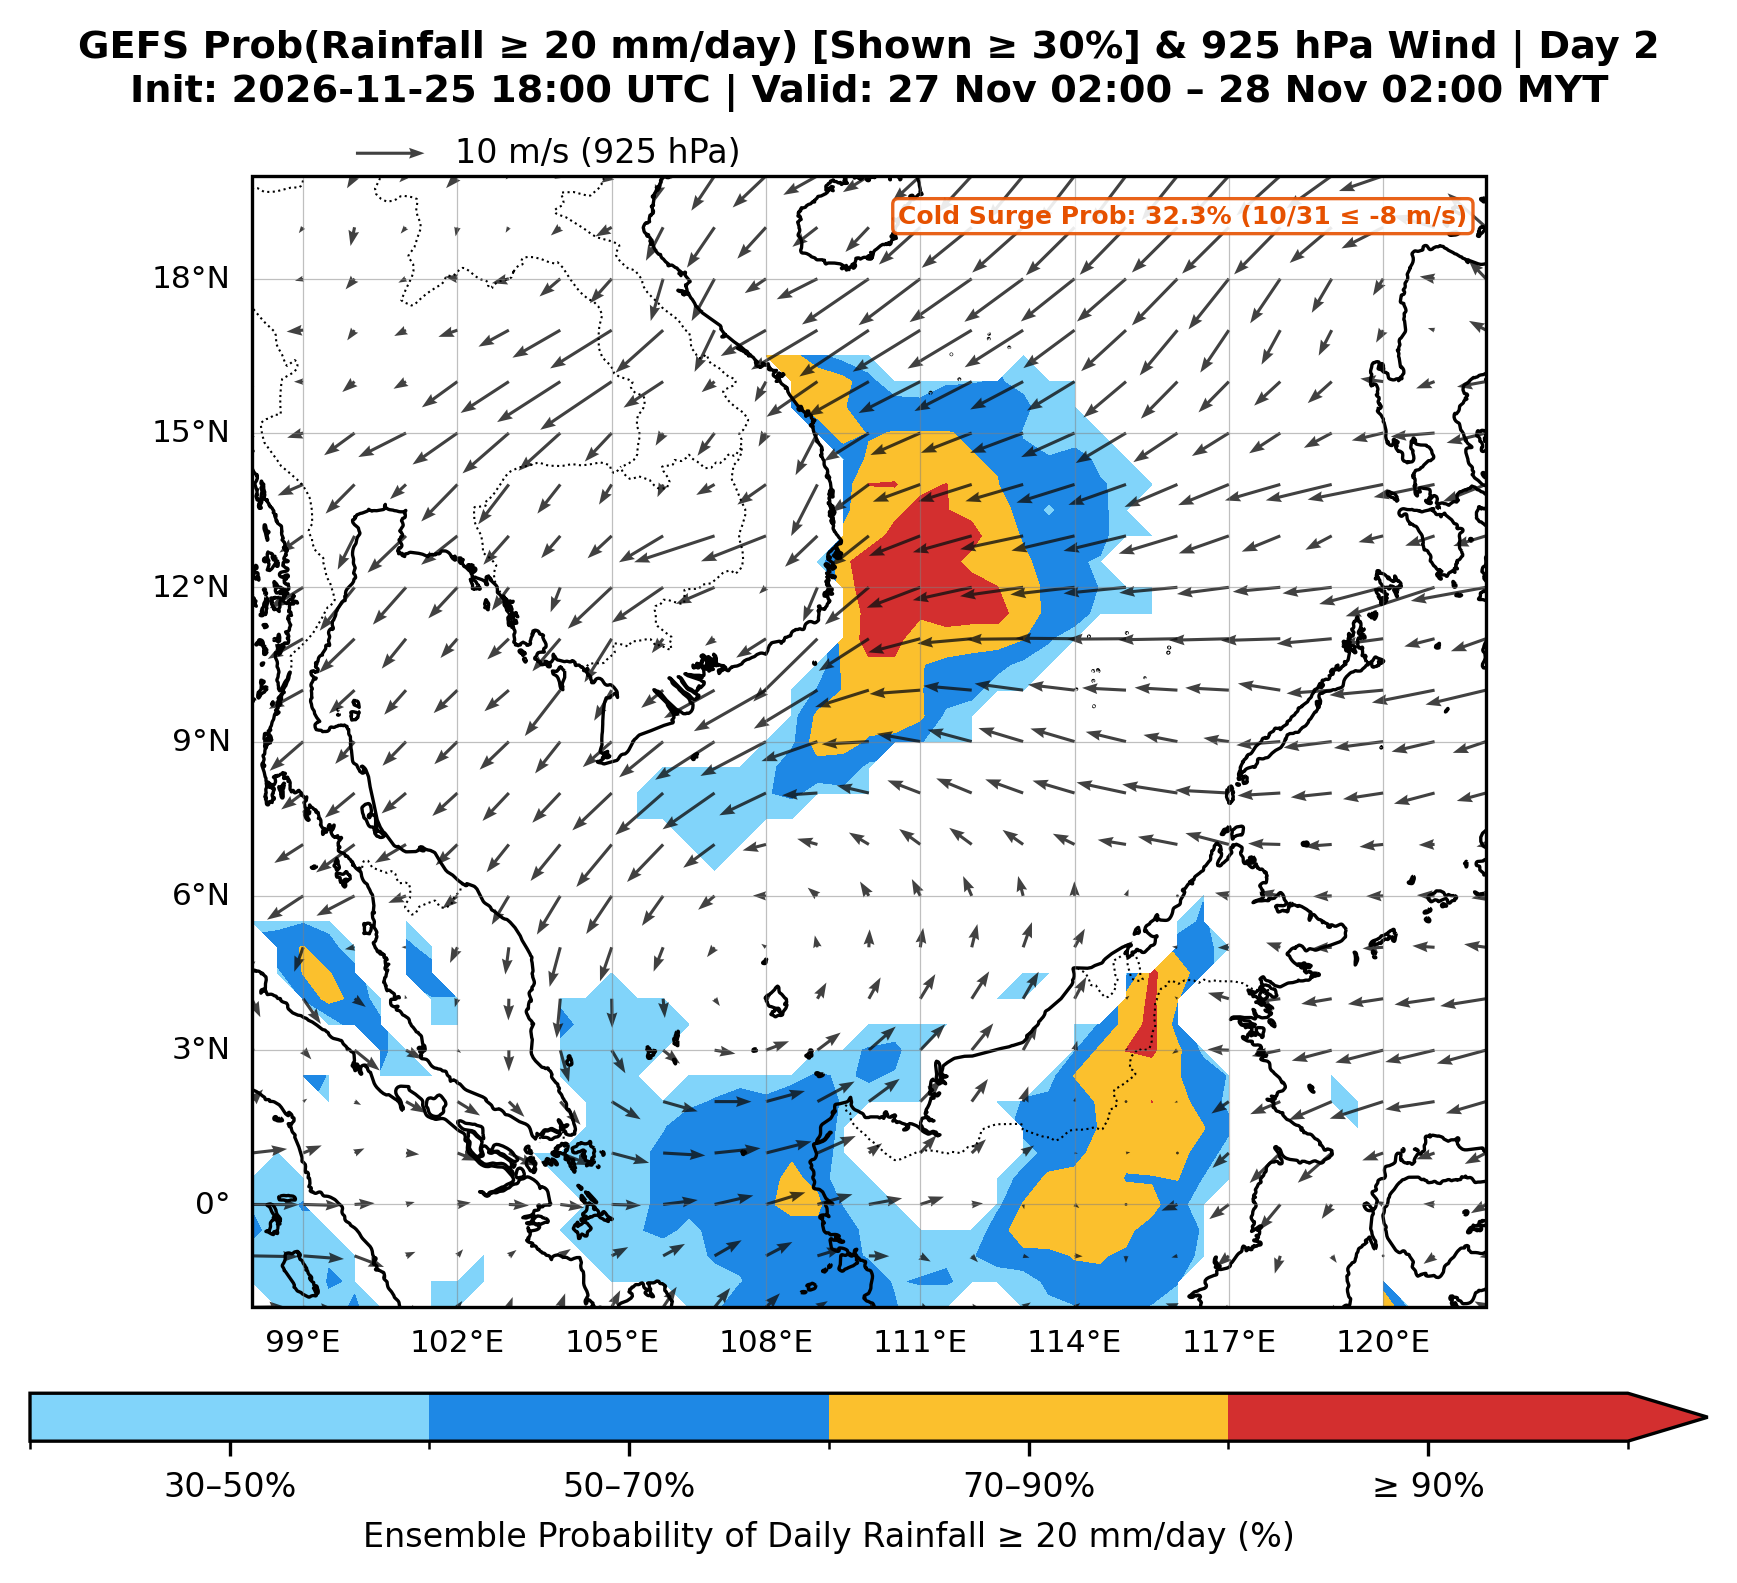 GEFS Prob(Rainfall ≥ 20 mm/day) [Shown ≥ 30%] & 925 hPa Wind | Day 2
Init: 2026-11-25 18:00 UTC | Valid: 27 Nov 02:00 – 28 Nov 02:00 MYT
10 m/s (925 hPa)
Cold Surge Prob: 32.3% (10/31 ≤ -8 m/s)
18°N
15°N
12°N
9°N
6°N
3°N
0°
99°E 102°E 105°E 108°E 111°E 114°E 117°E 120°E
30–50% 50–70% 70–90% ≥ 90%
Ensemble Probability of Daily Rainfall ≥ 20 mm/day (%)